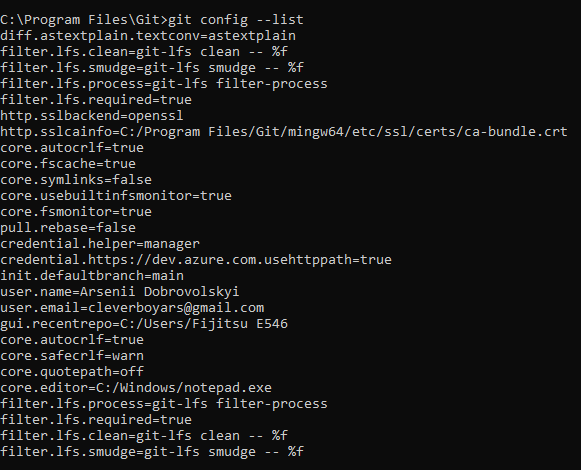 C:\Program Files\Git>git config --list
diff.astextplain.textconv=astextplain
filter.lfs.clean=git-lfs clean -- %f
filter.lfs.smudge=git-lfs smudge -- %f
filter.lfs.process=git-lfs filter-process
filter.lfs.required=true
http.sslbackend=openssl
http.sslcainfo=C:/Program Files/Git/mingw64/etc/ssl/certs/ca-bundle.crt
core.autocrlf=true
core.fscache=true
core.symlinks=false
core.usebuiltinfsmonitor=true
core.fsmonitor=true
pull.rebase=false
credential.helper=manager
credential.https://dev.azure.com.usehttppath=true
init.defaultbranch=main
user.name=Arsenii Dobrovolskyi
user.email=cleverboyars@gmail.com
gui.recentrepo=C:/Users/Fijitsu E546
core.autocrlf=true
core.safecrlf=warn
core.quotepath=off
core.editor=C:/Windows/notepad.exe
filter.lfs.process=git-lfs filter-process
filter.lfs.required=true
filter.lfs.clean=git-lfs clean -- %f
filter.lfs.smudge=git-lfs smudge -- %f